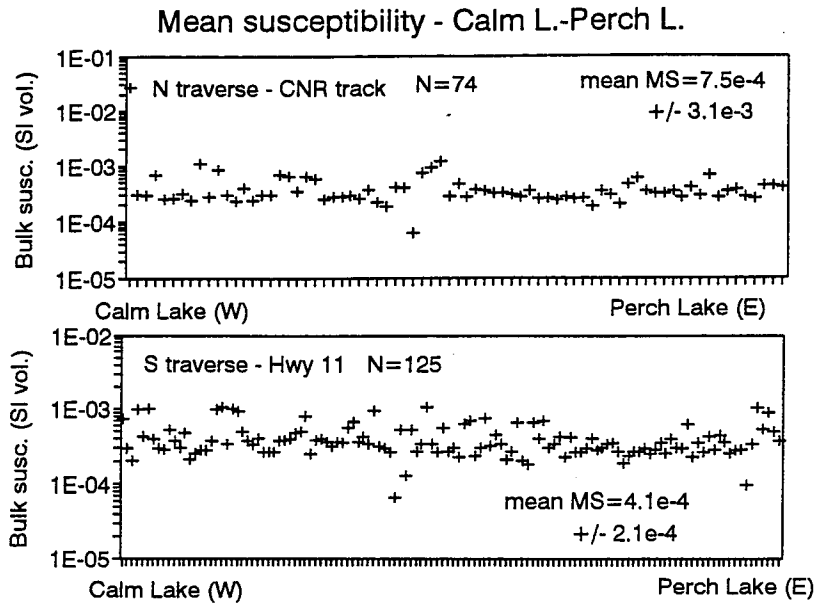 Mean susceptibility - Calm L.-Perch L.
Bulk susc. (SI vol.)
1E-01
1E-02
1E-03
1E-04
1E-05
N traverse - CNR track N=74
mean MS=7.5e-4
+/- 3.1e-3
Calm Lake (W)
Perch Lake (E)
Bulk susc. (SI vol.)
1E-02
1E-03
1E-04
1E-05
S traverse - Hwy 11 N=125
mean MS=4.1e-4
+/- 2.1e-4
Calm Lake (W)
Perch Lake (E)